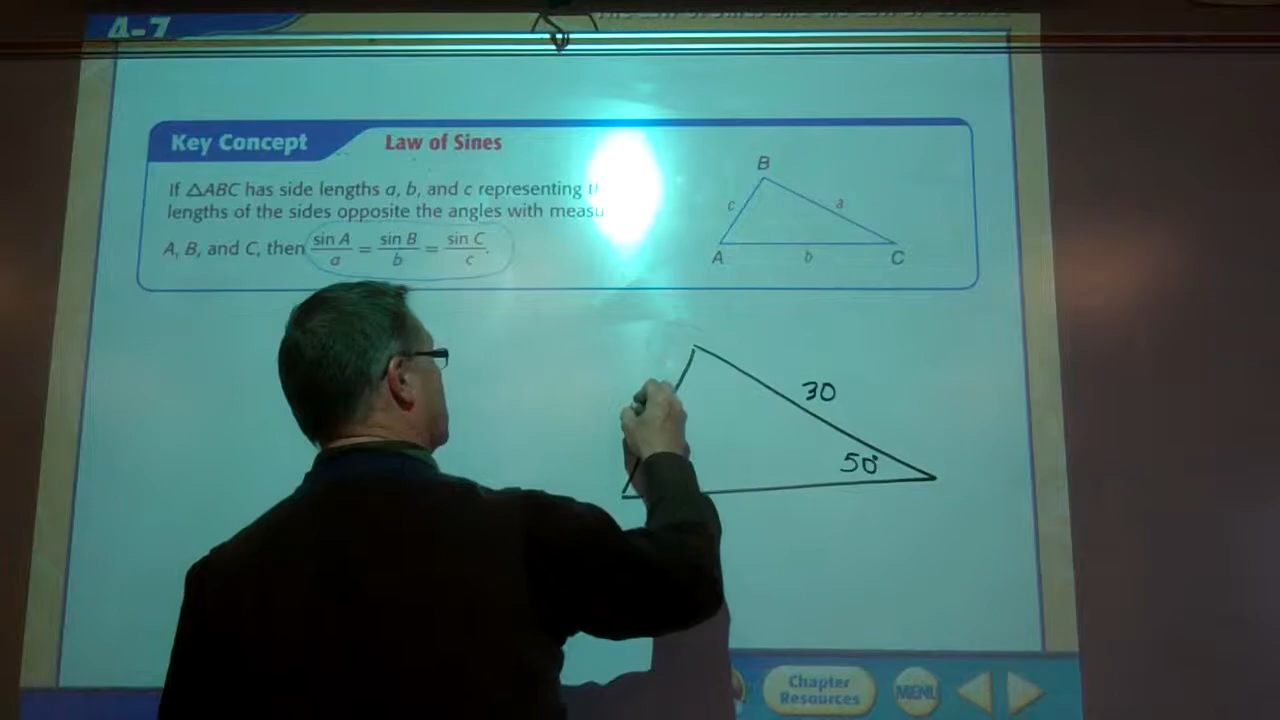 4-7
Key Concept Law of Sines
If △ABC has side lengths a, b, and c representing
lengths of the sides opposite the angles with
A, B, and C, then sin A / a = sin B / b = sin C / c.
B
c a
A b C
30
50°
Chapter
Resources
MENU